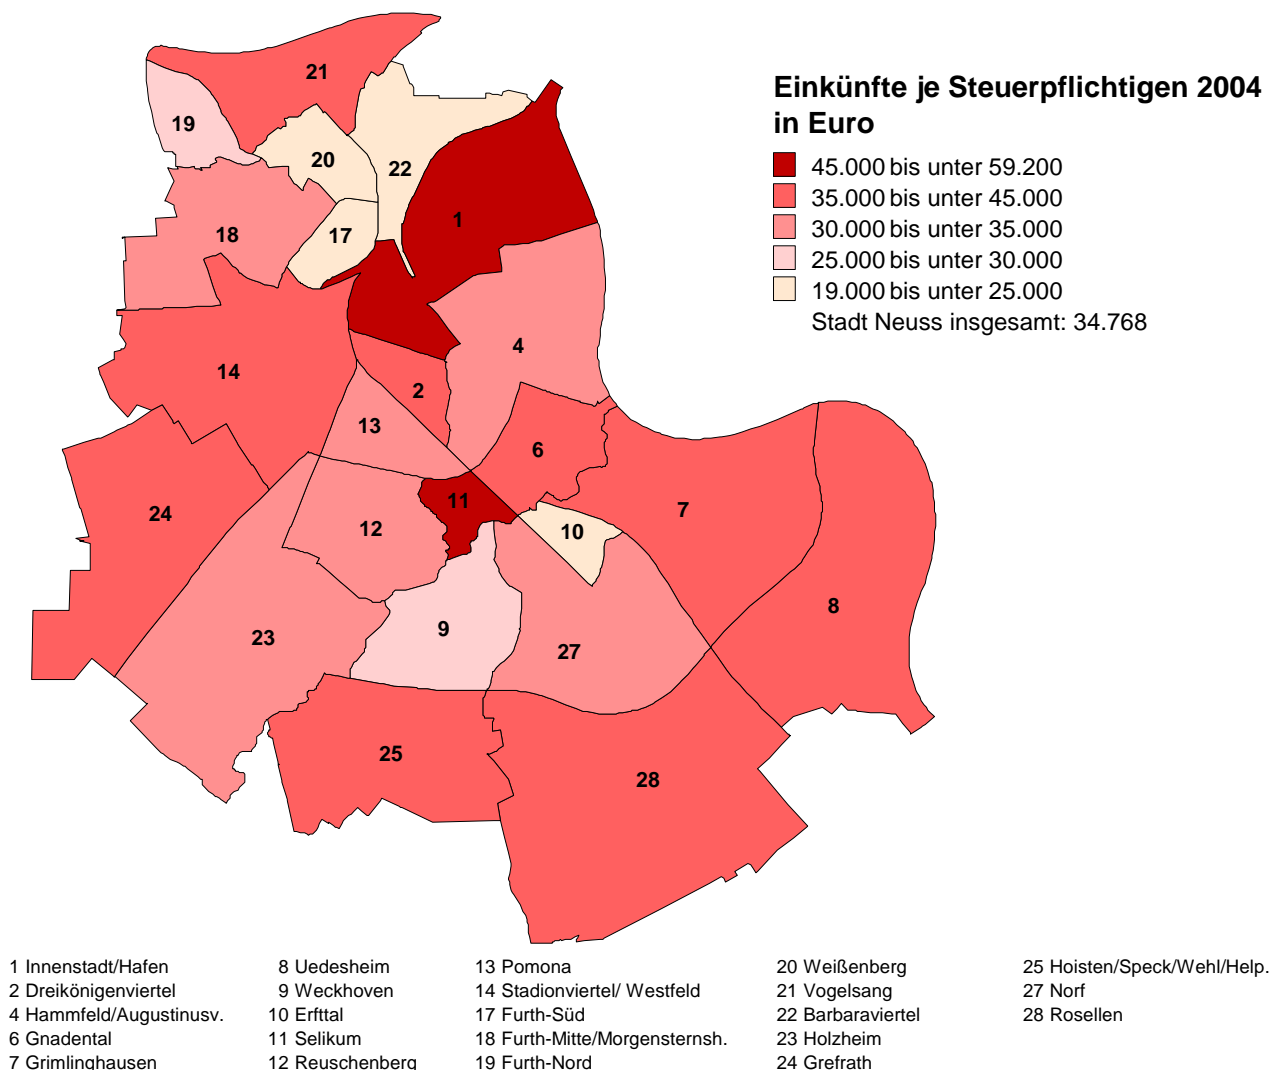 Einkünfte je Steuerpflichtigen 2004
in Euro
45.000 bis unter 59.200
35.000 bis unter 45.000
30.000 bis unter 35.000
25.000 bis unter 30.000
19.000 bis unter 25.000
Stadt Neuss insgesamt: 34.768
21
19
20
22
17
18
1
4
14
2
13
6
11
24
12
10
7
8
9
23
27
25
28
1 Innenstadt/Hafen
2 Dreikönigenviertel
4 Hammfeld/Augustinusv.
6 Gnadental
7 Grimlinghausen
8 Uedesheim
9 Weckhoven
10 Erfttal
11 Selikum
12 Reuschenberg
13 Pomona
14 Stadionviertel/ Westfeld
17 Furth-Süd
18 Furth-Mitte/Morgensternsh.
19 Furth-Nord
20 Weißenberg
21 Vogelsang
22 Barbaraviertel
23 Holzheim
24 Grefrath
25 Hoisten/Speck/Wehl/Help.
27 Norf
28 Rosellen